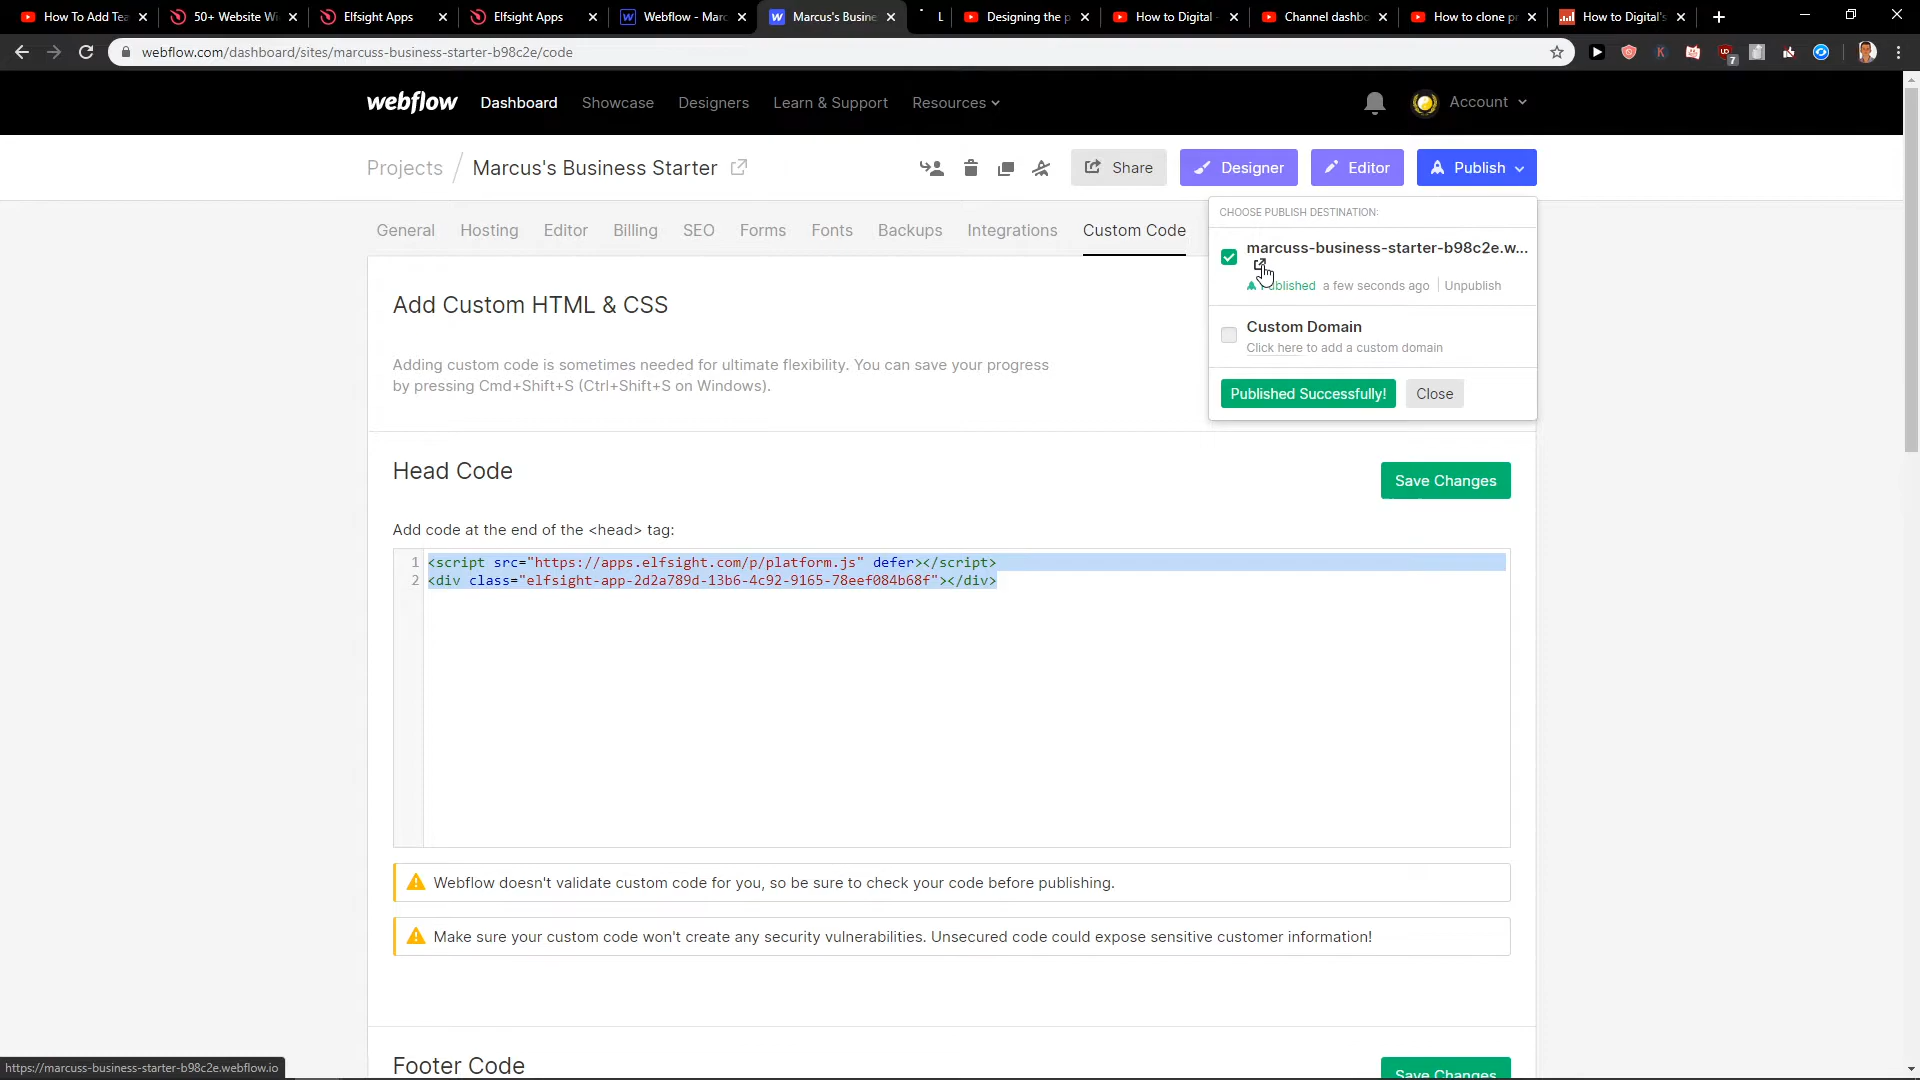 How To Add Tea
50+ Website Wi
Elfsight Apps
Elfsight Apps
Webflow - Marc
Marcus's Busine
L
Designing the p
How to Digital -
Channel dashbo
How to clone pr
How to Digital's
webflow.com/dashboard/sites/marcuss-business-starter-b98c2e/code
7
webflow
Dashboard
Showcase
Designers
Learn & Support
Resources
Account
Projects / Marcus's Business Starter
Share
Designer
Editor
Publish
General
Hosting
Editor
Billing
SEO
Forms
Fonts
Backups
Integrations
Custom Code
CHOOSE PUBLISH DESTINATION:
marcuss-business-starter-b98c2e.w...
Published a few seconds ago
Unpublish
Custom Domain
Click here to add a custom domain
Published Successfully!
Close
Add Custom HTML & CSS
Adding custom code is sometimes needed for ultimate flexibility. You can save your progress
by pressing Cmd+Shift+S (Ctrl+Shift+S on Windows).
Head Code
Save Changes
Add code at the end of the <head> tag:
1 <script src="https://apps.elfsight.com/p/platform.js" defer></script>
2 <div class="elfsight-app-2d2a789d-13b6-4c92-9165-78eef084b68f"></div>
Webflow doesn't validate custom code for you, so be sure to check your code before publishing.
Make sure your custom code won't create any security vulnerabilities. Unsecured code could expose sensitive customer information!
Footer Code
Save Changes
https://marcuss-business-starter-b98c2e.webflow.io